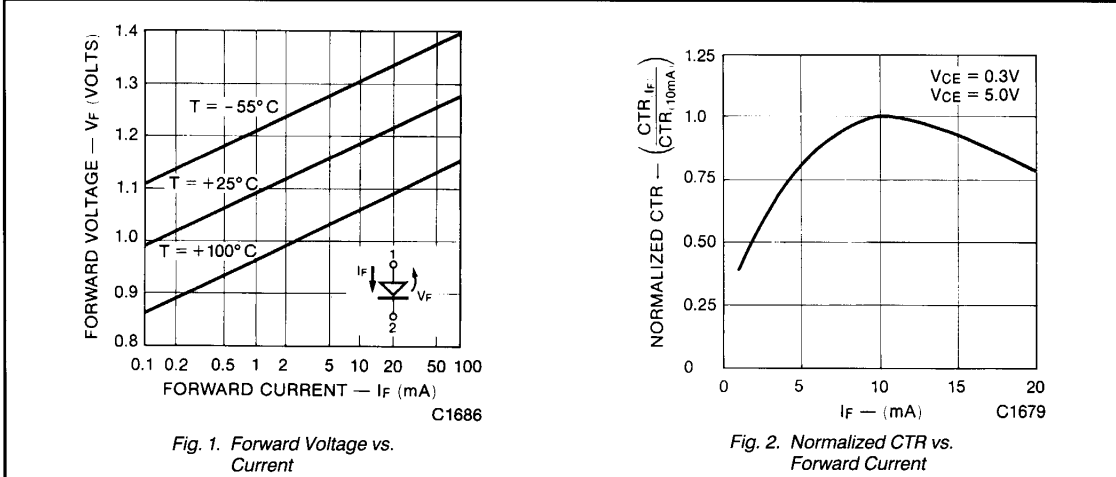 FORWARD VOLTAGE — VF (VOLTS)
1.4
1.3
1.2
1.1
1.0
0.9
0.8
T = −55°C
T = +25°C
T = +100°C
1
IF
VF
2
0.1 0.2 0.5 1 2 5 10 20 50 100
FORWARD CURRENT — IF (mA)
C1686
Fig. 1. Forward Voltage vs.
Current
NORMALIZED CTR — (CTR IF / CTR, 10mA)
1.25
1.0
0.75
0.50
0.25
0
VCE = 0.3V
VCE = 5.0V
0 5 10 15 20
IF — (mA)
C1679
Fig. 2. Normalized CTR vs.
Forward Current